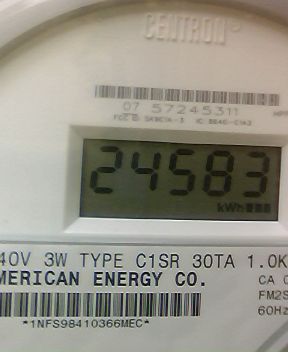 CENTRON®
07 57245311
24583
kWh
40V 3W TYPE C1SR 30TA 1.0K
MERICAN ENERGY CO.
CA 0
FM2S
60Hz
*1NFS98410366MEC*